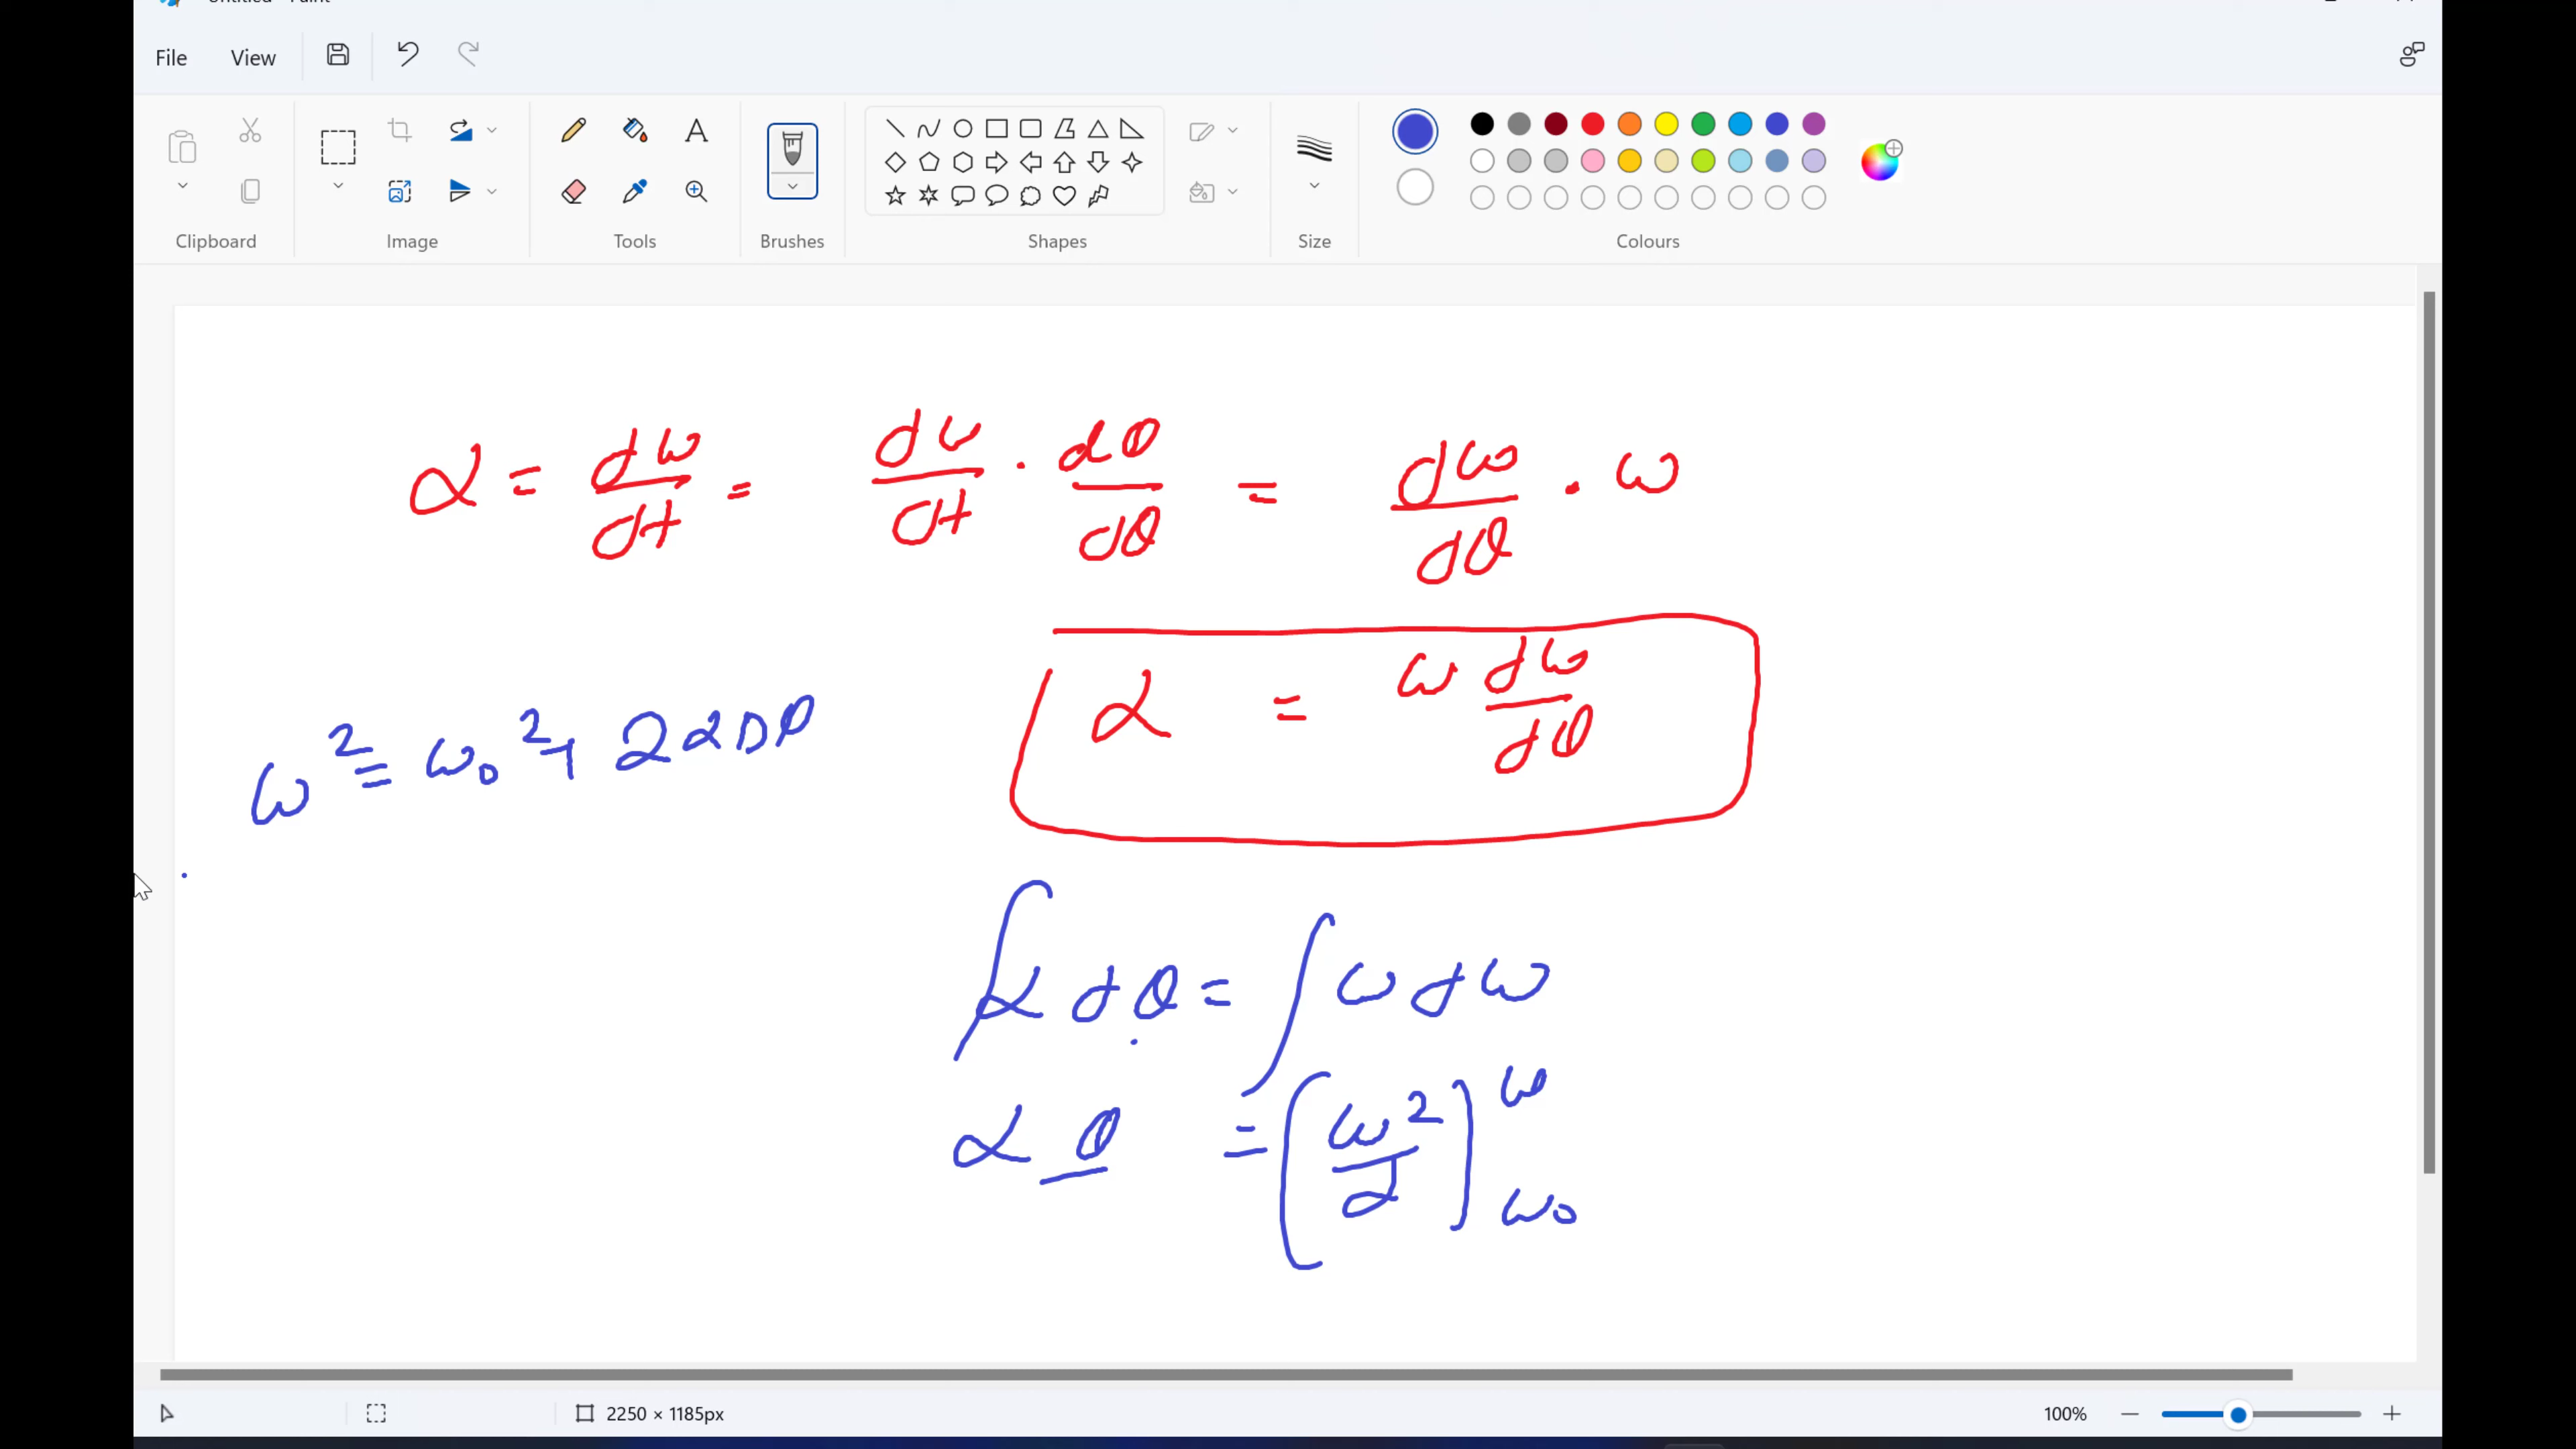 File View
Clipboard Image Tools Brushes Shapes Size Colours
α = dω/dt = dω/dt · dθ/dθ = dω/dθ · ω
α = ω dω/dθ
ω² = ω₀² + 2αΔθ
∫α dθ = ∫ω dω
αθ = [ω²/2]
ω
ω₀
2250 × 1185px 100%